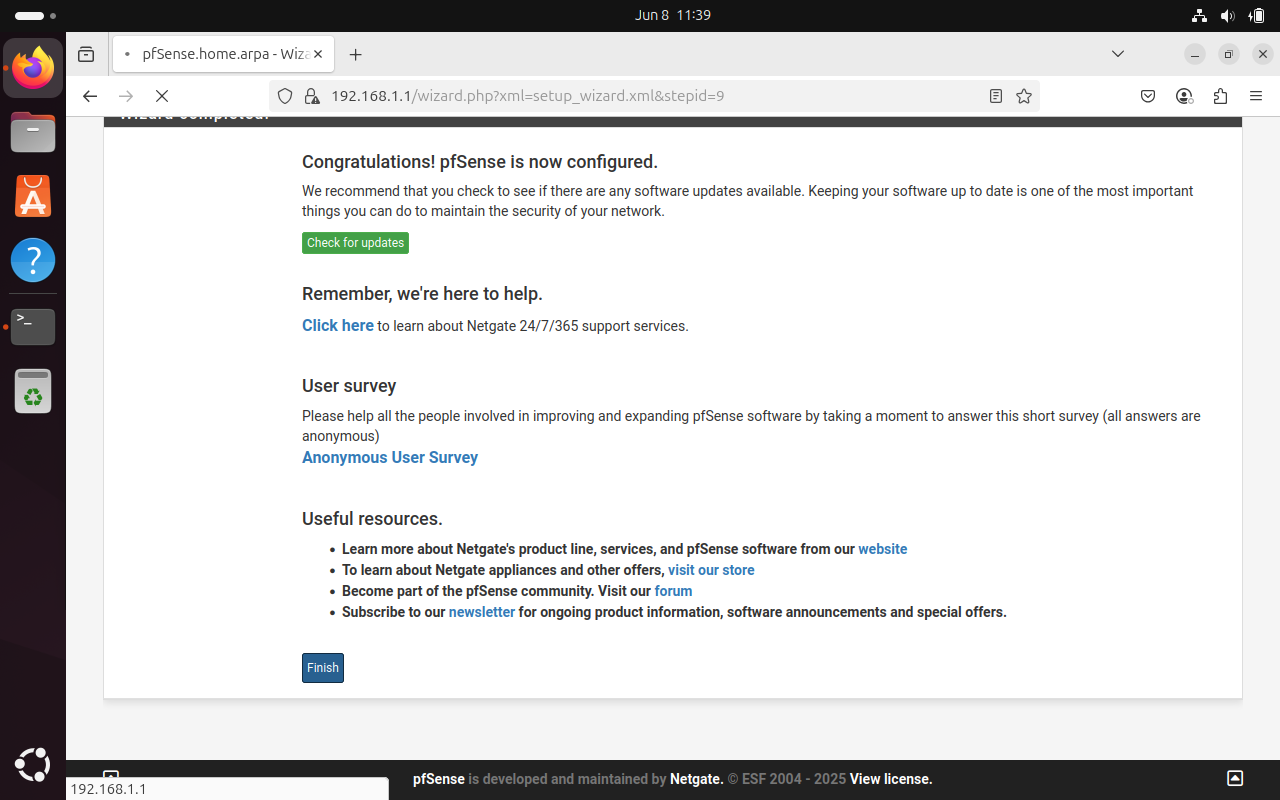 Jun 8 11:39
pfSense.home.arpa - Wiza
192.168.1.1/wizard.php?xml=setup_wizard.xml&stepid=9
Wizard completed.
Congratulations! pfSense is now configured.
We recommend that you check to see if there are any software updates available. Keeping your software up to date is one of the most important
things you can do to maintain the security of your network.
Check for updates
Remember, we're here to help.
Click here to learn about Netgate 24/7/365 support services.
User survey
Please help all the people involved in improving and expanding pfSense software by taking a moment to answer this short survey (all answers are
anonymous)
Anonymous User Survey
Useful resources.
• Learn more about Netgate's product line, services, and pfSense software from our website
• To learn about Netgate appliances and other offers, visit our store
• Become part of the pfSense community. Visit our forum
• Subscribe to our newsletter for ongoing product information, software announcements and special offers.
Finish
pfSense is developed and maintained by Netgate. © ESF 2004 - 2025 View license.
192.168.1.1